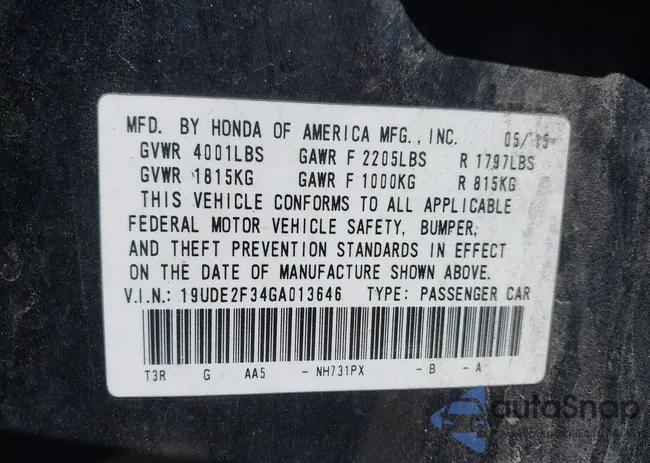 MFD. BY HONDA OF AMERICA MFG., INC. 05/'15
GVWR 4001LBS GAWR F 2205LBS R 1797LBS
GVWR 1815KG GAWR F 1000KG R 815KG
THIS VEHICLE CONFORMS TO ALL APPLICABLE
FEDERAL MOTOR VEHICLE SAFETY, BUMPER,
AND THEFT PREVENTION STANDARDS IN EFFECT
ON THE DATE OF MANUFACTURE SHOWN ABOVE.
V.I.N.: 19UDE2F34GA013646 TYPE: PASSENGER CAR
T3R G AA5 - NH731PX - B - A
autoSnap